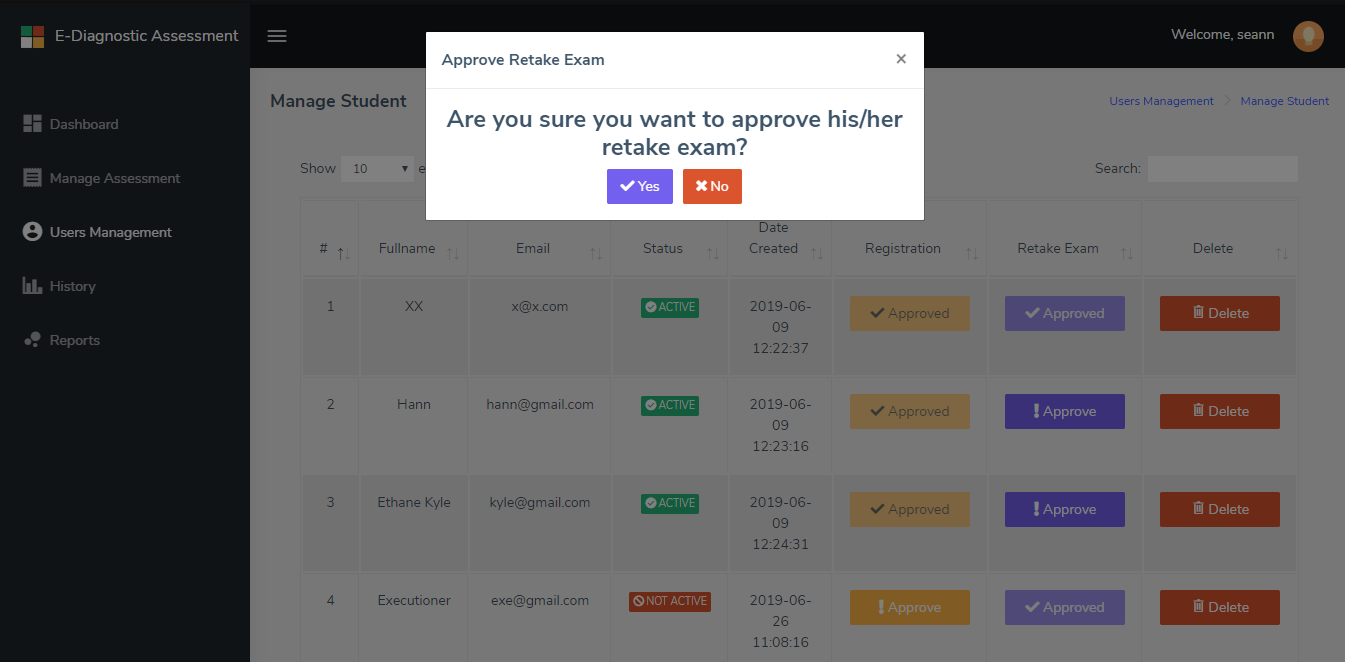 E-Diagnostic Assessment
Welcome, seann
Dashboard
Manage Assessment
Users Management
History
Reports
Approve Retake Exam
×
Are you sure you want to approve his/her
retake exam?
Yes
No
Manage Student
Users Management
Manage Student
Show 10 e
Search:
# Fullname Email Status Date Created Registration Retake Exam Delete
1 XX x@x.com ACTIVE 2019-06-
09
12:22:37 Approved Approved Delete
2 Hann hann@gmail.com ACTIVE 2019-06-
09
12:23:16 Approved Approve Delete
3 Ethane Kyle kyle@gmail.com ACTIVE 2019-06-
09
12:24:31 Approved Approve Delete
4 Executioner exe@gmail.com NOT ACTIVE 2019-06-
26
11:08:16 Approve Approved Delete